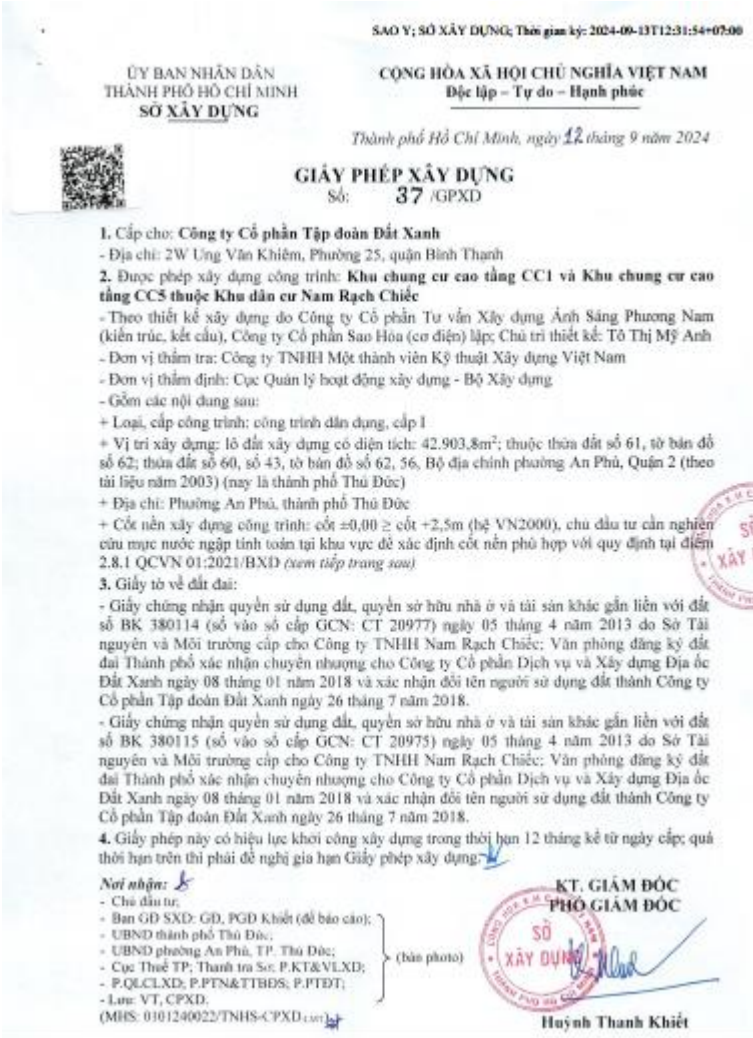 SAO Y; SỞ XÂY DỰNG; Thời gian ký: 2024-09-13T12:31:54+07:00
ỦY BAN NHÂN DÂN
THÀNH PHỐ HỒ CHÍ MINH
SỞ XÂY DỰNG
CỘNG HÒA XÃ HỘI CHỦ NGHĨA VIỆT NAM
Độc lập – Tự do – Hạnh phúc
Thành phố Hồ Chí Minh, ngày 12 tháng 9 năm 2024
GIẤY PHÉP XÂY DỰNG
Số: 37 /GPXD
1. Cấp cho: Công ty Cổ phần Tập đoàn Đất Xanh
- Địa chỉ: 2W Ung Văn Khiêm, Phường 25, quận Bình Thạnh
2. Được phép xây dựng công trình: Khu chung cư cao tầng CC1 và Khu chung cư cao
tầng CC5 thuộc Khu dân cư Nam Rạch Chiếc
- Theo thiết kế xây dựng do Công ty Cổ phần Tư vấn Xây dựng Ánh Sáng Phương Nam
(kiến trúc, kết cấu), Công ty Cổ phần Sao Hỏa (cơ điện) lập; Chủ trì thiết kế: Tô Thị Mỹ Anh
- Đơn vị thẩm tra: Công ty TNHH Một thành viên Kỹ thuật Xây dựng Việt Nam
- Đơn vị thẩm định: Cục Quản lý hoạt động xây dựng - Bộ Xây dựng
- Gồm các nội dung sau:
+ Loại, cấp công trình: công trình dân dụng, cấp I
+ Vị trí xây dựng: lô đất xây dựng có diện tích: 42.903,8m²; thuộc thửa đất số 61, tờ bản đồ
số 62; thửa đất số 60, số 43, tờ bản đồ số 62, 56, Bộ địa chính phường An Phú, Quận 2 (theo
tài liệu năm 2003) (nay là thành phố Thủ Đức)
+ Địa chỉ: Phường An Phú, thành phố Thủ Đức
+ Cốt nền xây dựng công trình: cốt ±0,00 ≥ cốt +2,5m (hệ VN2000), chủ đầu tư cần nghiên
cứu mực nước ngập tính toán tại khu vực để xác định cốt nền phù hợp với quy định tại điểm
2.8.1 QCVN 01:2021/BXD (xem tiếp trang sau)
3. Giấy tờ về đất đai:
- Giấy chứng nhận quyền sử dụng đất, quyền sở hữu nhà ở và tài sản khác gắn liền với đất
số BK 380114 (số vào sổ cấp GCN: CT 20977) ngày 05 tháng 4 năm 2013 do Sở Tài
nguyên và Môi trường cấp cho Công ty TNHH Nam Rạch Chiếc; Văn phòng đăng ký đất
đai Thành phố xác nhận chuyển nhượng cho Công ty Cổ phần Dịch vụ và Xây dựng Địa ốc
Đất Xanh ngày 08 tháng 01 năm 2018 và xác nhận đổi tên người sử dụng đất thành Công ty
Cổ phần Tập đoàn Đất Xanh ngày 26 tháng 7 năm 2018.
- Giấy chứng nhận quyền sử dụng đất, quyền sở hữu nhà ở và tài sản khác gắn liền với đất
số BK 380115 (số vào sổ cấp GCN: CT 20975) ngày 05 tháng 4 năm 2013 do Sở Tài
nguyên và Môi trường cấp cho Công ty TNHH Nam Rạch Chiếc; Văn phòng đăng ký đất
đai Thành phố xác nhận chuyển nhượng cho Công ty Cổ phần Dịch vụ và Xây dựng Địa ốc
Đất Xanh ngày 08 tháng 01 năm 2018 và xác nhận đổi tên người sử dụng đất thành Công ty
Cổ phần Tập đoàn Đất Xanh ngày 26 tháng 7 năm 2018.
4. Giấy phép này có hiệu lực khởi công xây dựng trong thời hạn 12 tháng kể từ ngày cấp; quá
thời hạn trên thì phải đề nghị gia hạn Giấy phép xây dựng.
Nơi nhận:
- Chủ đầu tư;
- Ban GĐ SXD: GĐ, PGĐ Khiết (để báo cáo);
- UBND thành phố Thủ Đức;
- UBND phường An Phú, TP. Thủ Đức;
- Cục Thuế TP; Thanh tra Sở; P.KT&VLXD;
- P.QLCLXD; P.PTN&TTBĐS; P.PTĐT;
- Lưu: VT, CPXD.
(MHS: 0101240022/TNHS-CPXD
(bản photo)
KT. GIÁM ĐỐC
PHÓ GIÁM ĐỐC
SỞ
XÂY DỰNG
Huỳnh Thanh Khiết
SỞ
XÂY